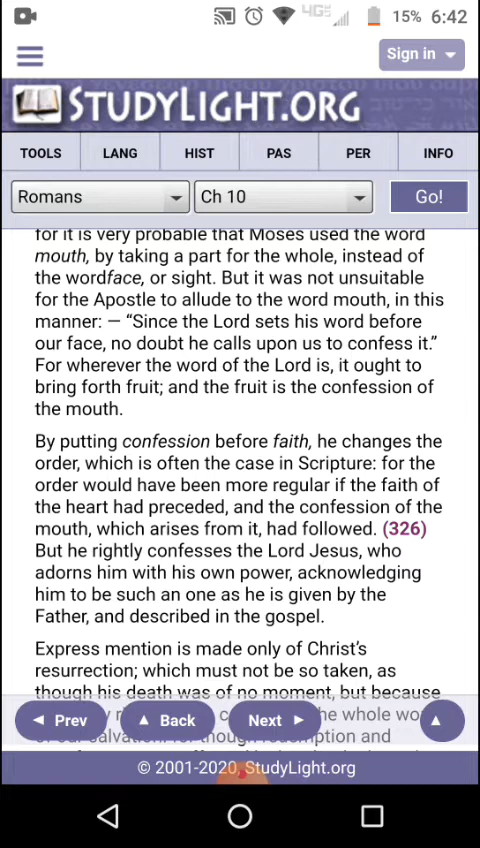 4G 15% 6:42
Sign in
STUDYLIGHT.ORG
TOOLS LANG HIST PAS PER INFO
Romans Ch 10 Go!
for it is very probable that Moses used the word
mouth, by taking a part for the whole, instead of
the wordface, or sight. But it was not unsuitable
for the Apostle to allude to the word mouth, in this
manner: — “Since the Lord sets his word before
our face, no doubt he calls upon us to confess it.”
For wherever the word of the Lord is, it ought to
bring forth fruit; and the fruit is the confession of
the mouth.
By putting confession before faith, he changes the
order, which is often the case in Scripture: for the
order would have been more regular if the faith of
the heart had preceded, and the confession of the
mouth, which arises from it, had followed. (326)
But he rightly confesses the Lord Jesus, who
adorns him with his own power, acknowledging
him to be such an one as he is given by the
Father, and described in the gospel.
Express mention is made only of Christ’s
resurrection; which must not be so taken, as
though his death was of no moment, but because
Prev Back Next
the whole
salvation: for though redemption and
© 2001-2020, StudyLight.org